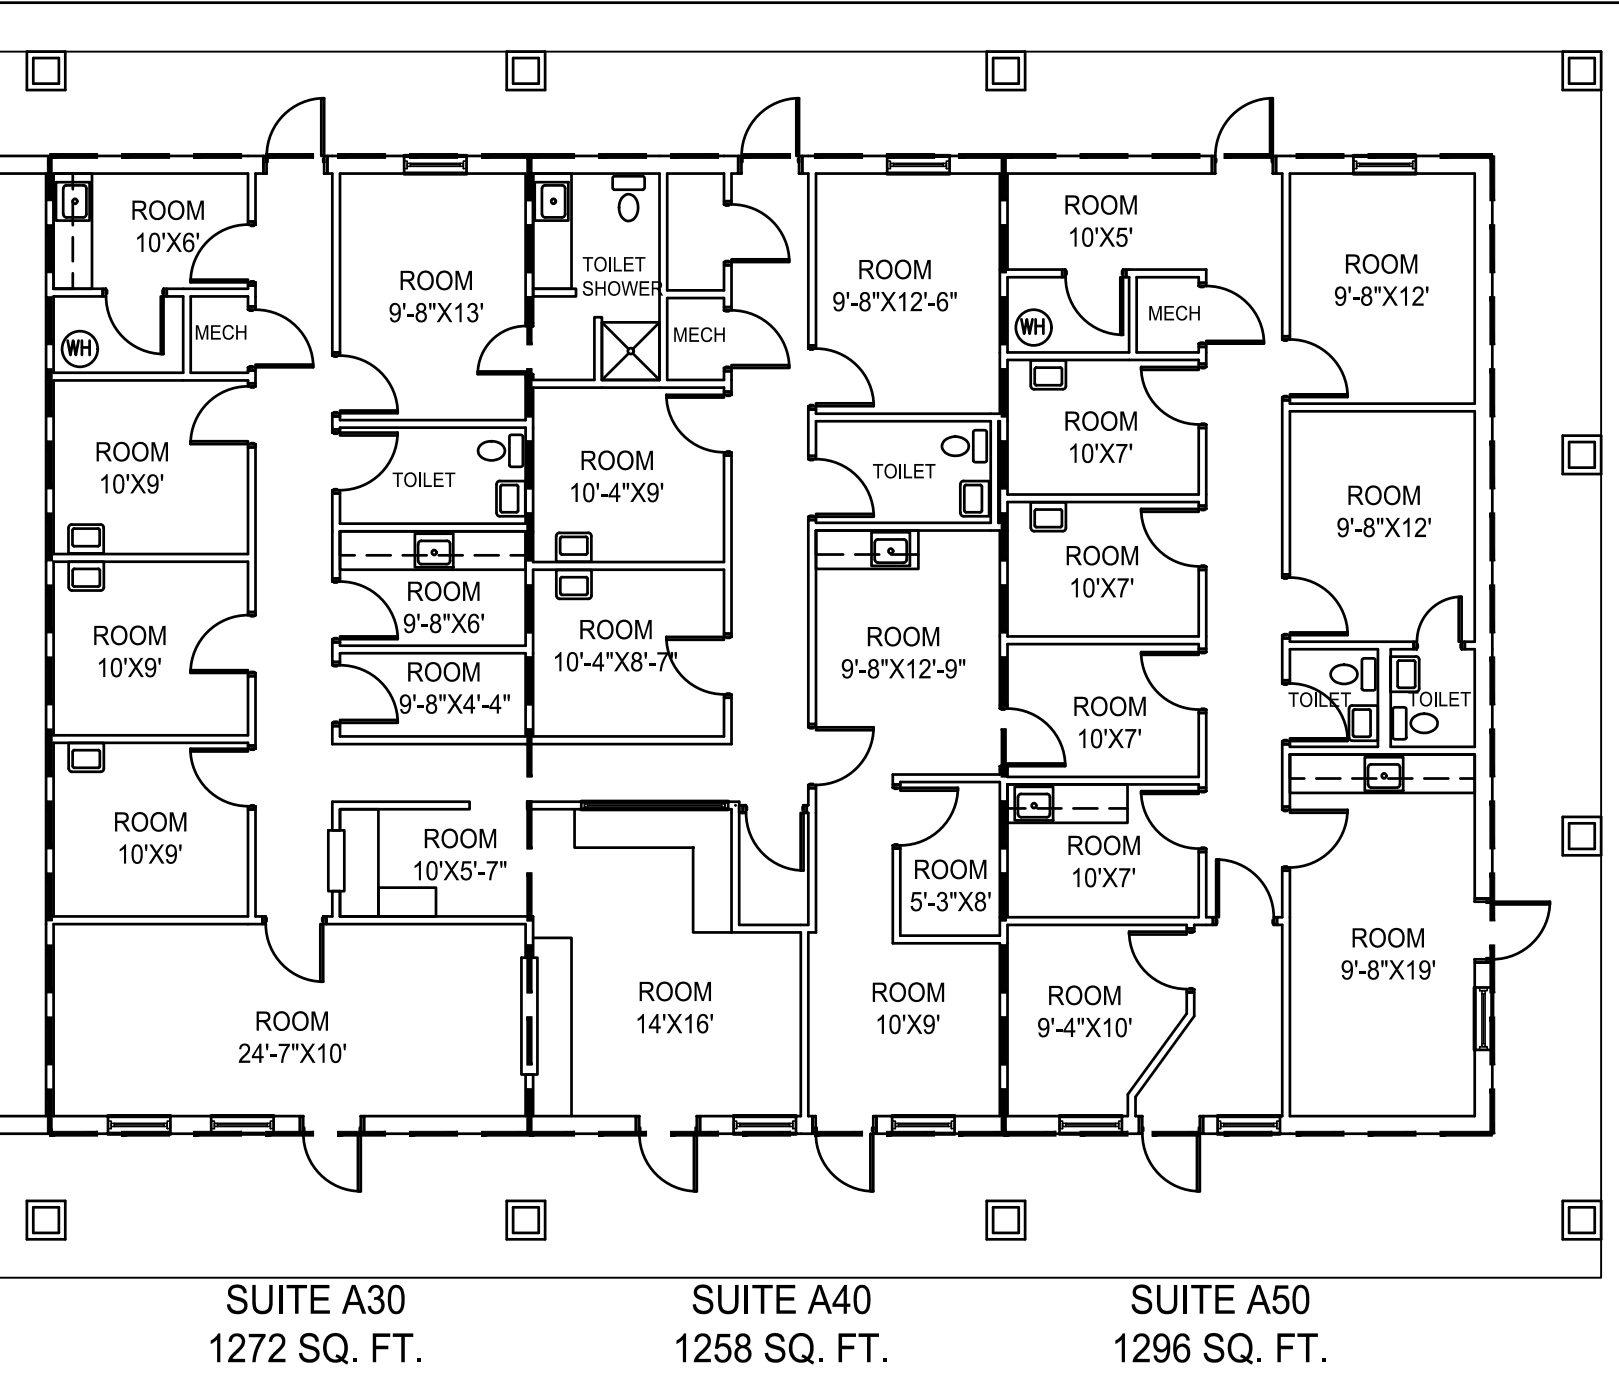 ROOM
10'X6'
WH
MECH
ROOM
9'-8"X13'
ROOM
10'X9'
TOILET
ROOM
9'-8"X6'
ROOM
10'X9'
ROOM
9'-8"X4'-4"
ROOM
10'X9'
ROOM
10'X5'-7"
ROOM
24'-7"X10'
TOILET
SHOWER
MECH
ROOM
9'-8"X12'-6"
ROOM
10'-4"X9'
TOILET
ROOM
10'-4"X8'-7"
ROOM
9'-8"X12'-9"
ROOM
5'-3"X8'
ROOM
14'X16'
ROOM
10'X9'
ROOM
10'X5'
WH
MECH
ROOM
9'-8"X12'
ROOM
10'X7'
ROOM
9'-8"X12'
ROOM
10'X7'
ROOM
10'X7'
TOILET
TOILET
ROOM
10'X7'
ROOM
9'-8"X19'
ROOM
9'-4"X10'
SUITE A30
1272 SQ. FT.
SUITE A40
1258 SQ. FT.
SUITE A50
1296 SQ. FT.